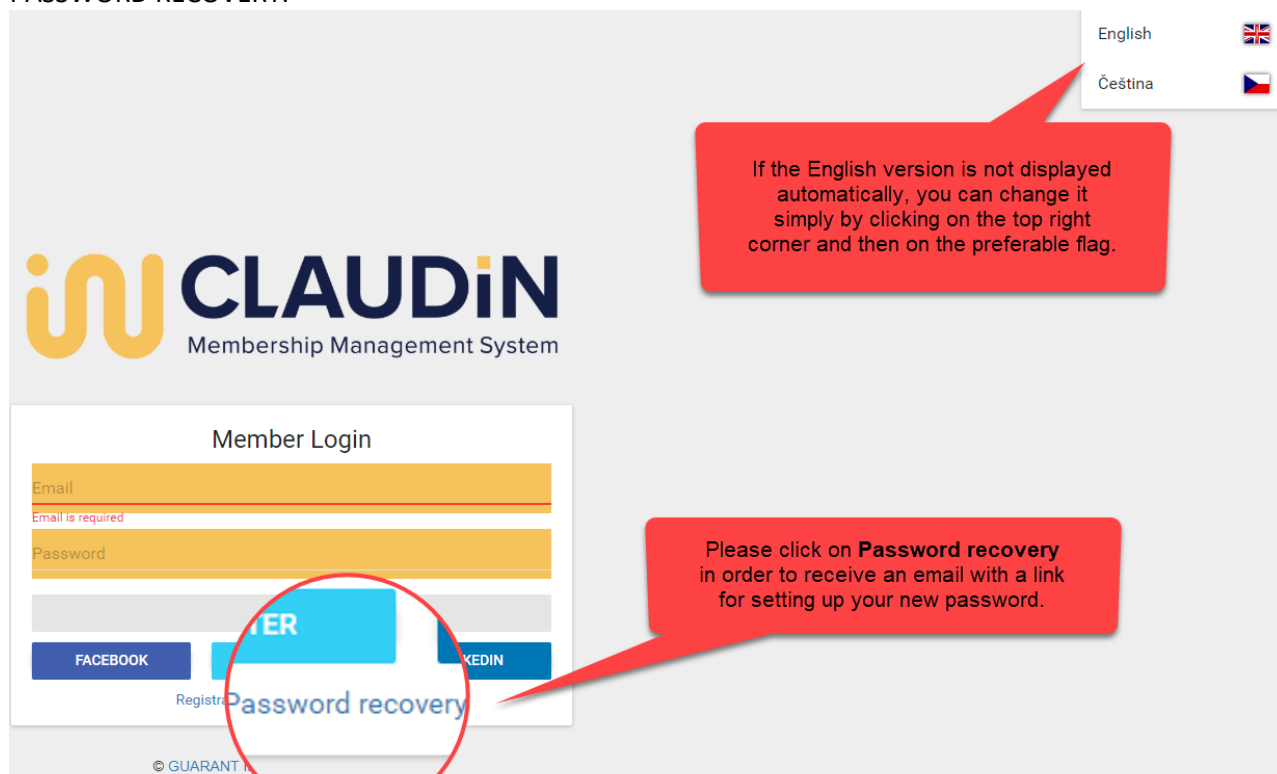 English
Čeština
If the English version is not displayed
automatically, you can change it
simply by clicking on the top right
corner and then on the preferable flag.
CLAUDiN
Membership Management System
Member Login
Email
Email is required
Password
Please click on Password recovery
in order to receive an email with a link
for setting up your new password.
TER
FACEBOOK
KEDIN
Registra
Password recovery
© GUARANT